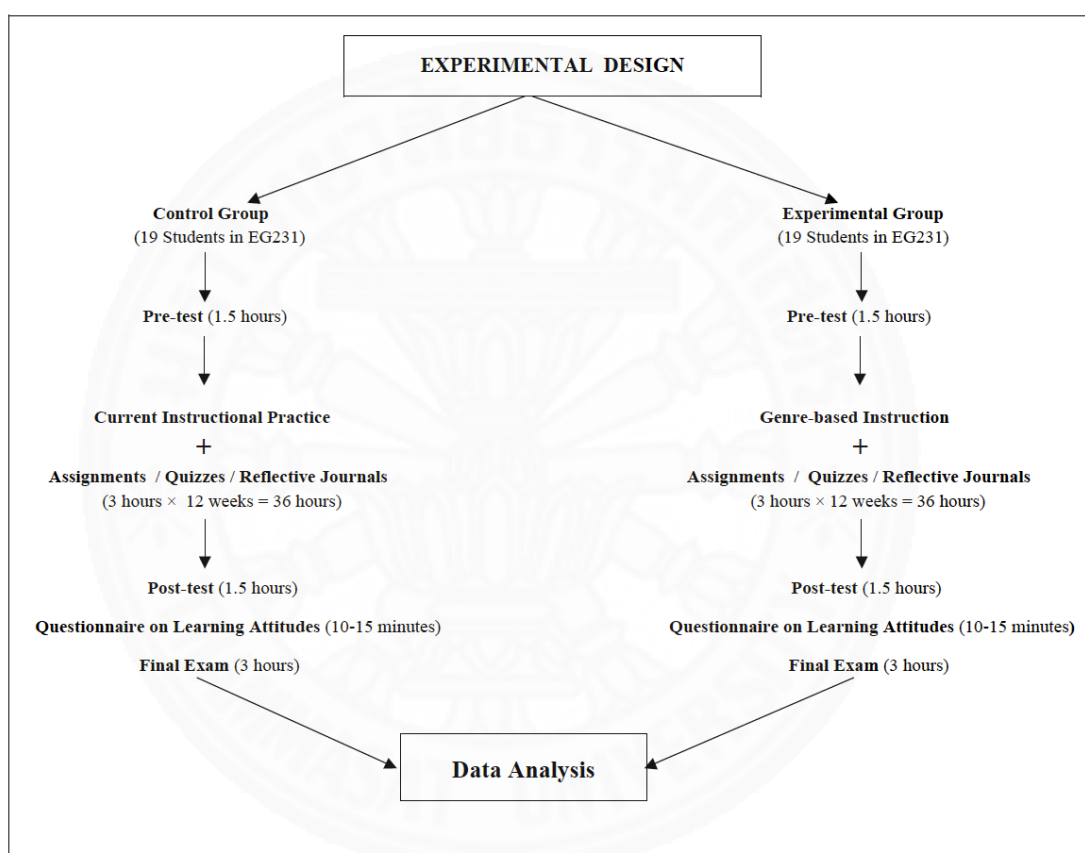 EXPERIMENTAL DESIGN
Control Group
(19 Students in EG231)
Pre-test (1.5 hours)
Current Instructional Practice
+
Assignments / Quizzes / Reflective Journals
(3 hours × 12 weeks = 36 hours)
Post-test (1.5 hours)
Questionnaire on Learning Attitudes (10-15 minutes)
Final Exam (3 hours)
Experimental Group
(19 Students in EG231)
Pre-test (1.5 hours)
Genre-based Instruction
+
Assignments / Quizzes / Reflective Journals
(3 hours × 12 weeks = 36 hours)
Post-test (1.5 hours)
Questionnaire on Learning Attitudes (10-15 minutes)
Final Exam (3 hours)
Data Analysis